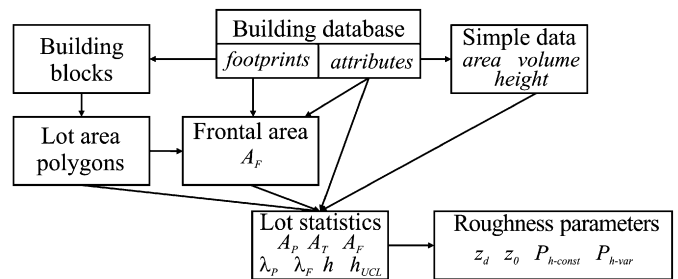 Building database
footprints attributes
Building
blocks
Simple data
area volume
height
Lot area
polygons
Frontal area
A_F
Lot statistics
A_P A_T A_F
λ_P λ_F h h_UCL
Roughness parameters
z_d z_0 P_h-const P_h-var